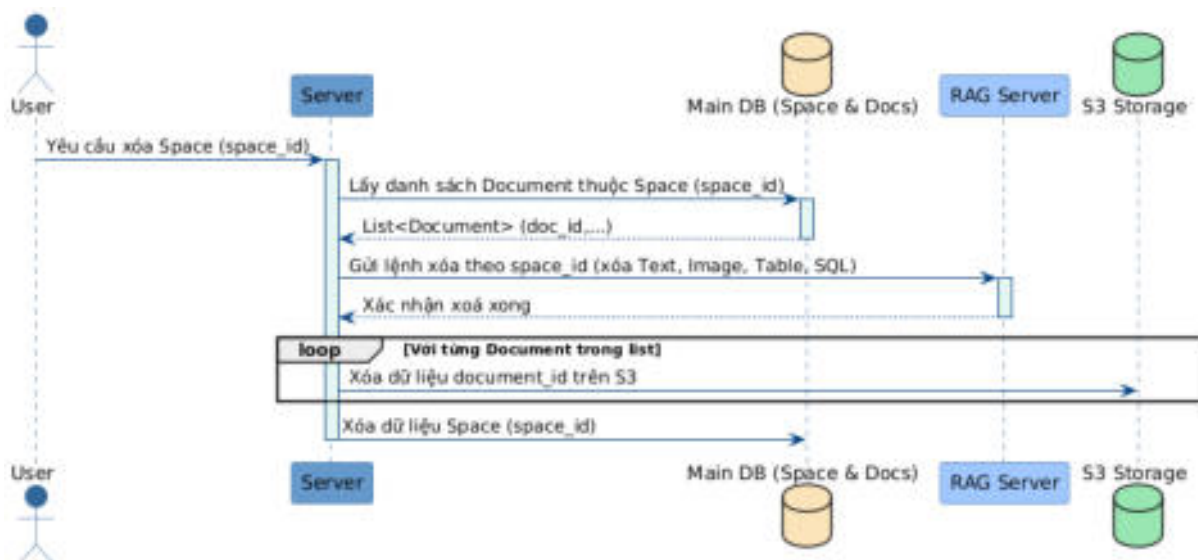 User
Server
Main DB (Space & Docs)
RAG Server
S3 Storage
Yêu cầu xóa Space (space_id)
Lấy danh sách Document thuộc Space (space_id)
List<Document> (doc_id,...)
Gửi lệnh xóa theo space_id (xóa Text, Image, Table, SQL)
Xác nhận xoá xong
loop [Với từng Document trong list]
Xóa dữ liệu document_id trên S3
Xóa dữ liệu Space (space_id)
User
Server
Main DB (Space & Docs)
RAG Server
S3 Storage